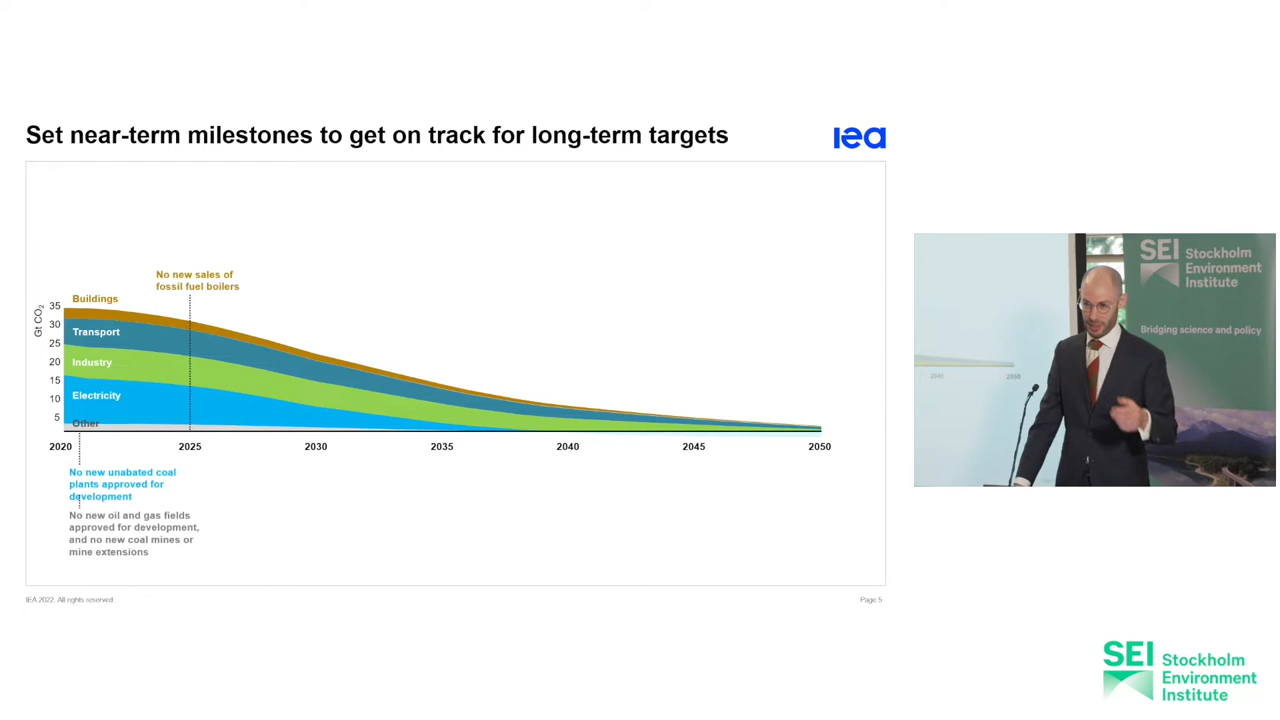 Set near-term milestones to get on track for long-term targets
iea
No new sales of
fossil fuel boilers
Gt CO₂
35
30
25
20
15
10
5
Buildings
Transport
Industry
Electricity
Other
2020
2025
2030
2035
2040
2045
2050
No new unabated coal
plants approved for
development
No new oil and gas fields
approved for development,
and no new coal mines or
mine extensions
IEA 2022. All rights reserved.
Page 5
2045
2050
SEI
Stockholm
Environment
Institute
Bridging science and policy
SEI
Stockholm
Environment
Institute